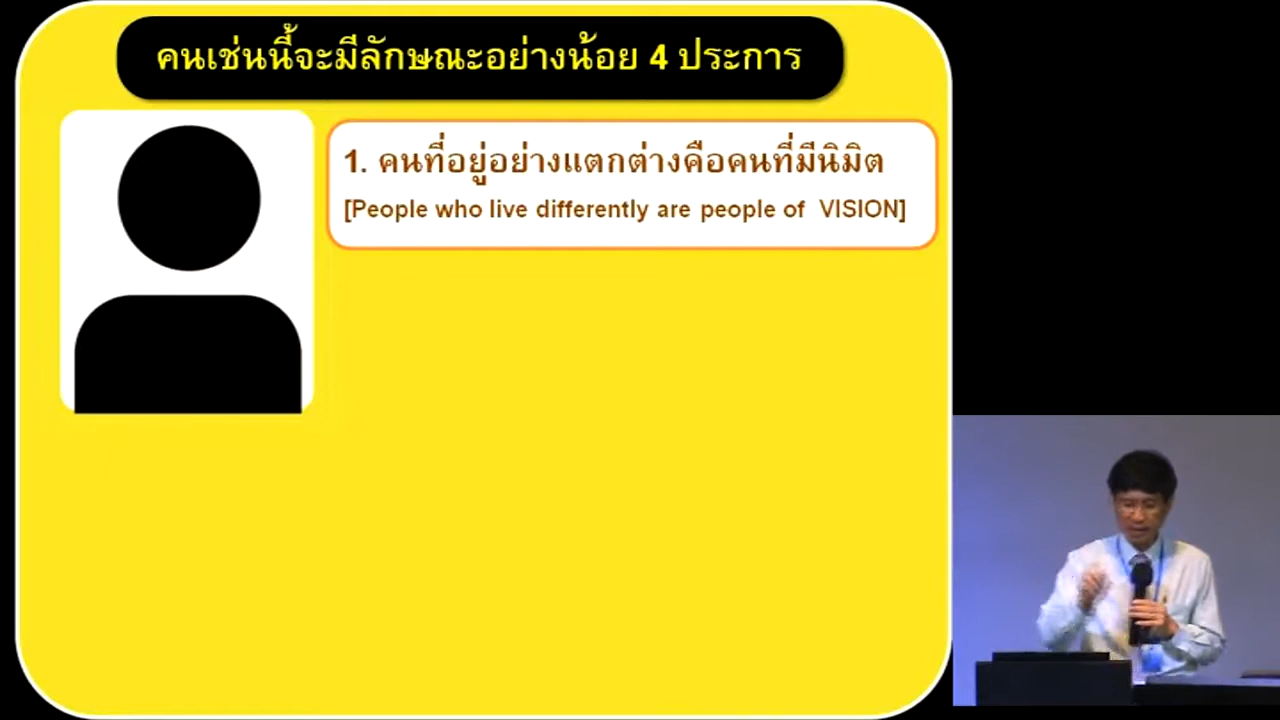 คนเช่นนี้จะมีลักษณะอย่างน้อย 4 ประการ
1. คนที่อยู่อย่างแตกต่างคือคนที่มีนิมิต
[People who live differently are people of VISION]